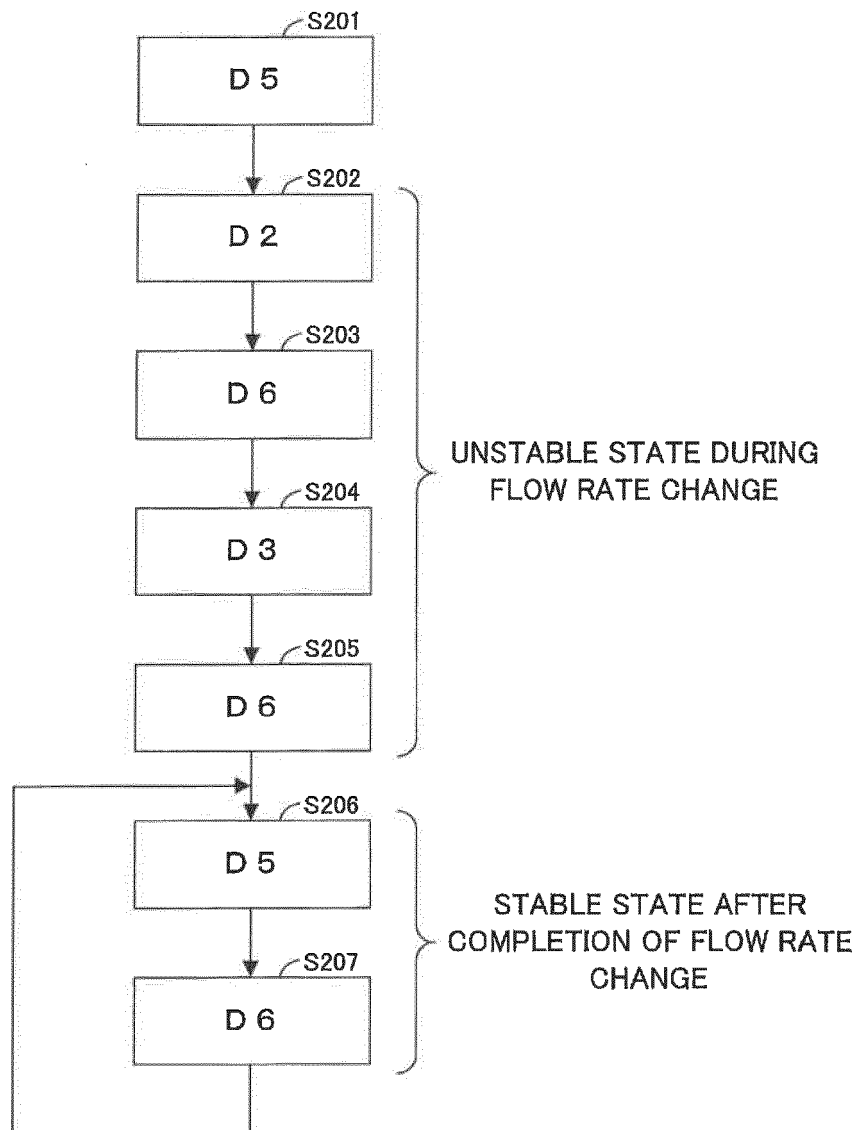 S201
D 5
S202
D 2
S203
D 6
S204
D 3
S205
D 6
UNSTABLE STATE DURING
FLOW RATE CHANGE
S206
D 5
S207
D 6
STABLE STATE AFTER
COMPLETION OF FLOW RATE
CHANGE